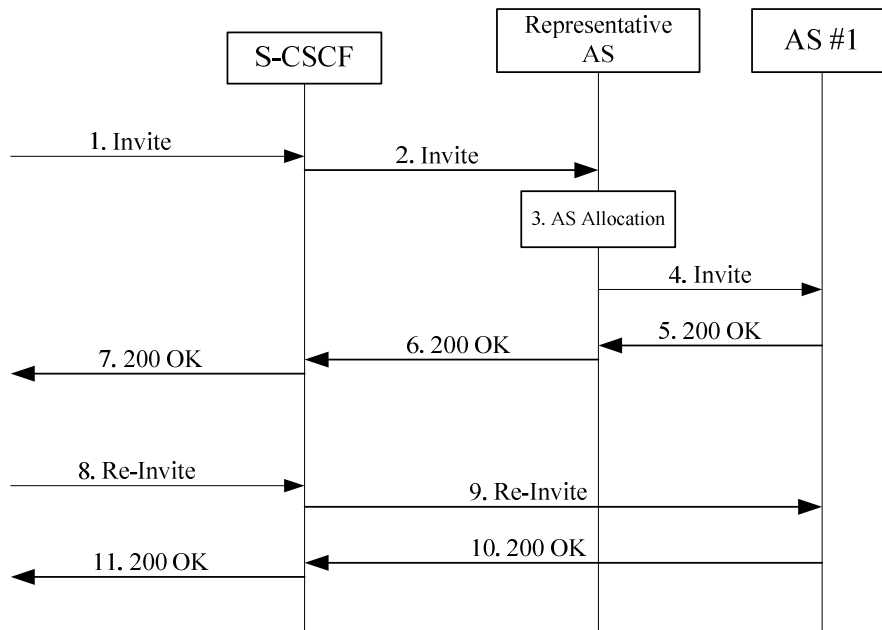 S-CSCF
Representative
AS
AS #1
1. Invite
2. Invite
3. AS Allocation
4. Invite
5. 200 OK
6. 200 OK
7. 200 OK
8. Re-Invite
9. Re-Invite
10. 200 OK
11. 200 OK